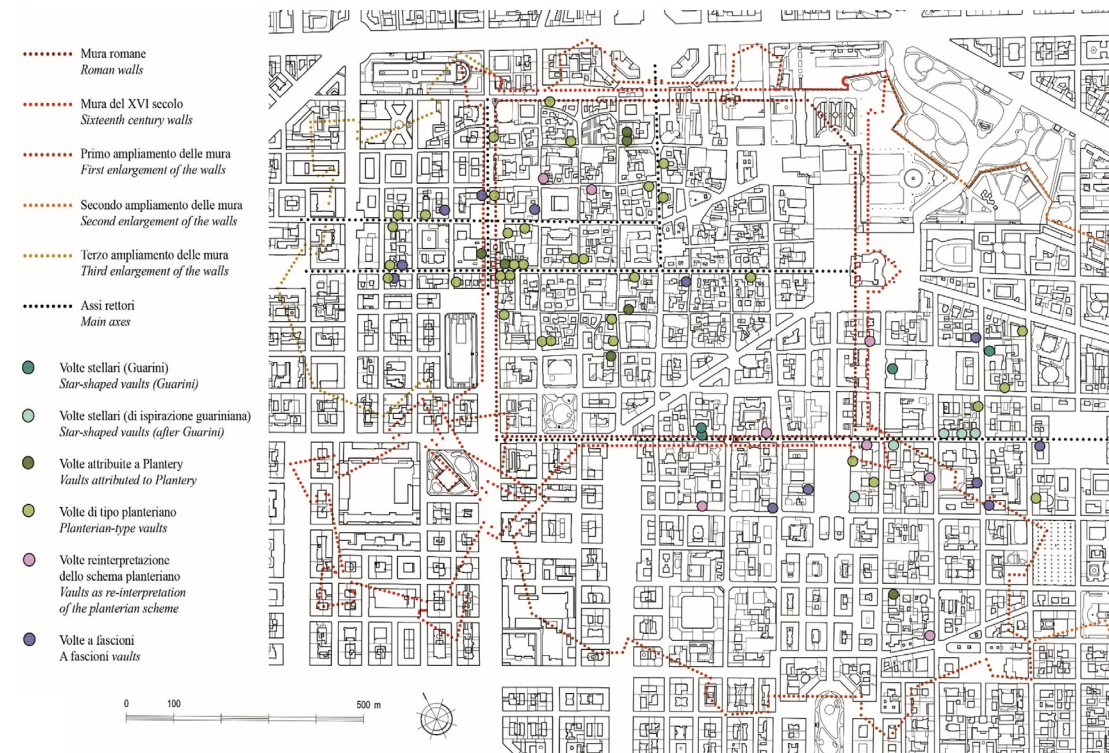 Mura romane
Roman walls
Mura del XVI secolo
Sixteenth century walls
Primo ampliamento delle mura
First enlargement of the walls
Secondo ampliamento delle mura
Second enlargement of the walls
Terzo ampliamento delle mura
Third enlargement of the walls
Assi rettori
Main axes
Volte stellari (Guarini)
Star-shaped vaults (Guarini)
Volte stellari (di ispirazione guariniana)
Star-shaped vaults (after Guarini)
Volte attribuite a Plantery
Vaults attributed to Plantery
Volte di tipo planteriano
Planterian-type vaults
Volte reinterpretazione
dello schema planteriano
Vaults as re-interpretation
of the planterian scheme
Volte a fascioni
A fascioni vaults
0 100 500 m